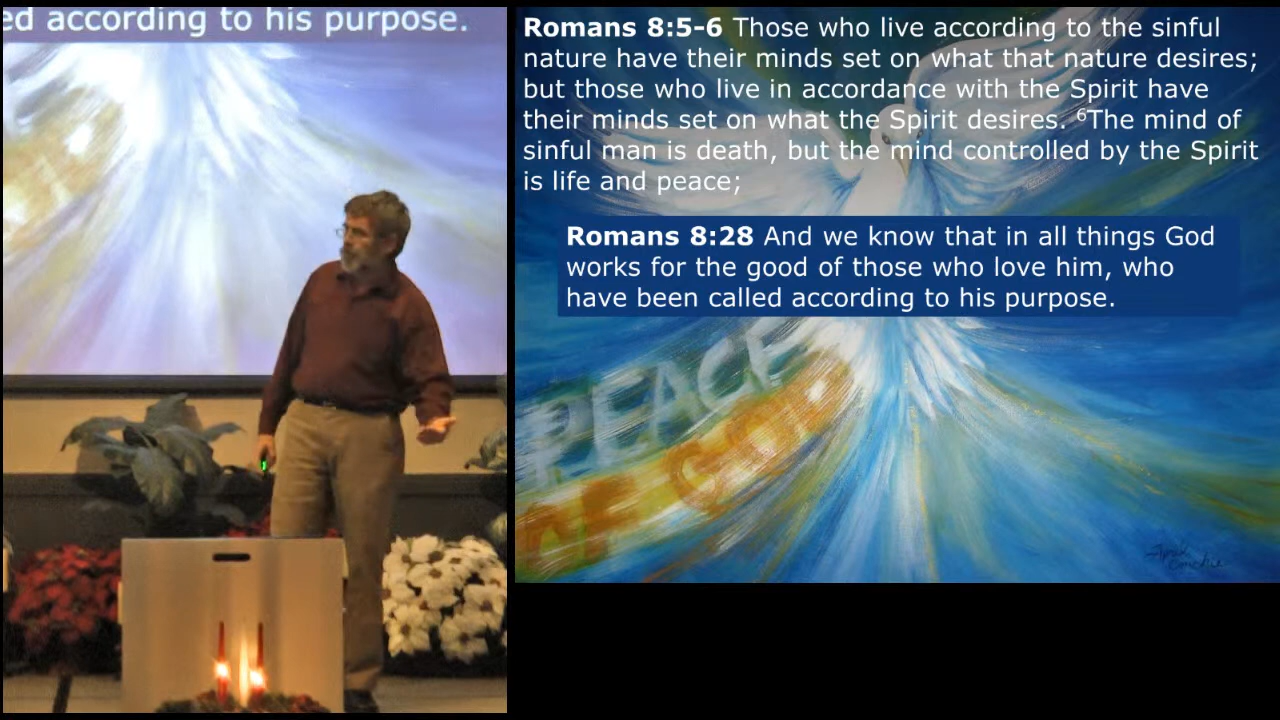 ed according to his purpose.
Romans 8:5-6 Those who live according to the sinful
nature have their minds set on what that nature desires;
but those who live in accordance with the Spirit have
their minds set on what the Spirit desires. ⁶The mind of
sinful man is death, but the mind controlled by the Spirit
is life and peace;
Romans 8:28 And we know that in all things God
works for the good of those who love him, who
have been called according to his purpose.
PEACE
OF GOD